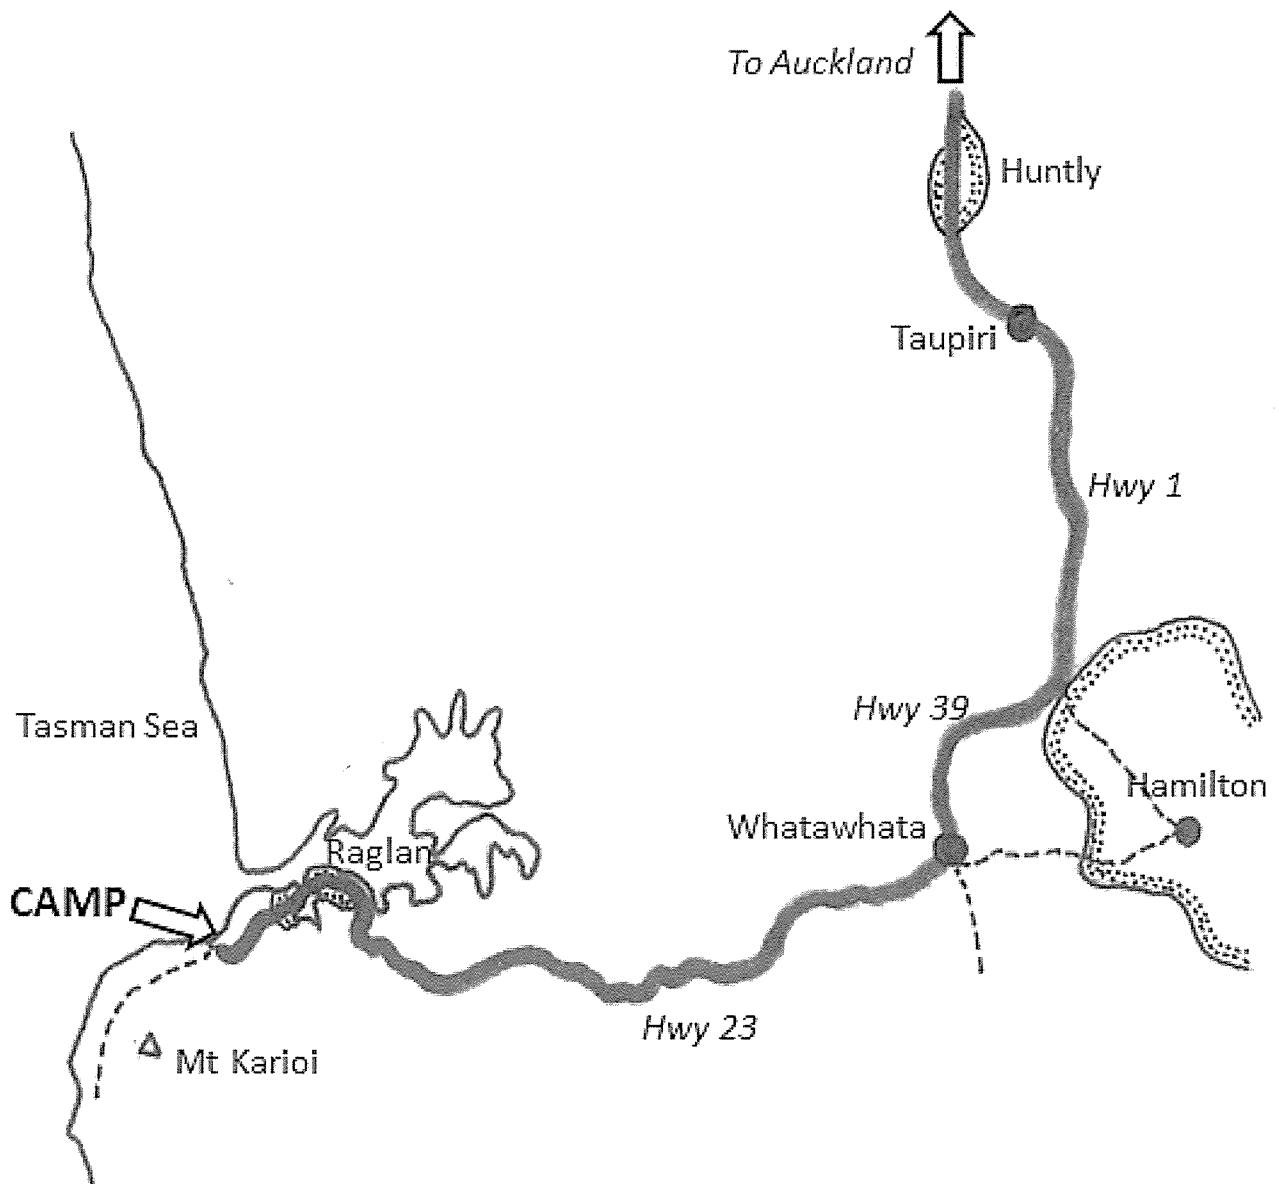 To Auckland
Huntly
Taupiri
Hwy 1
Hwy 39
Tasman Sea
Hamilton
Whatawhata
Raglan
CAMP
Hwy 23
Mt Karioi